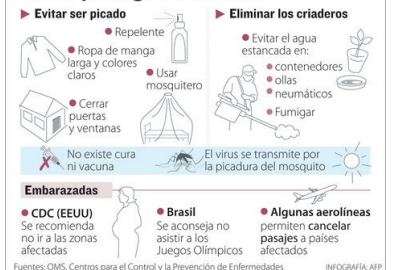 Evitar ser picado
Repelente
Ropa de manga
larga y colores
claros
Usar
mosquitero
Cerrar
puertas
y ventanas
Eliminar los criaderos
Evitar el agua
estancada en:
contenedores
ollas
neumáticos
Fumigar
No existe cura
ni vacuna
El virus se transmite por
la picadura del mosquito
Embarazadas
CDC (EEUU)
Se recomienda
no ir a las zonas
afectadas
Brasil
Se aconseja no
asistir a los
Juegos Olímpicos
Algunas aerolíneas
permiten cancelar
pasajes a países
afectados
Fuentes: OMS, Centros para el Control y la Prevención de Enfermedades
INFOGRAFÍA: AFP